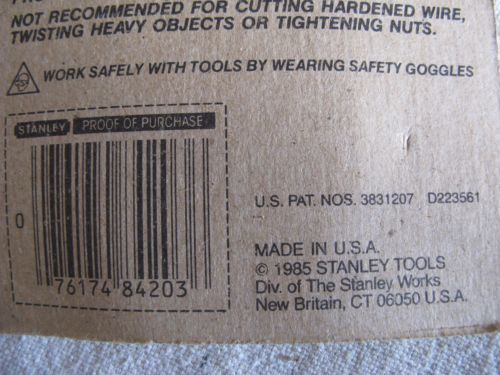 NOT RECOMMENDED FOR CUTTING HARDENED WIRE,
TWISTING HEAVY OBJECTS OR TIGHTENING NUTS.
WORK SAFELY WITH TOOLS BY WEARING SAFETY GOGGLES
STANLEY PROOF OF PURCHASE
0
76174 84203
U.S. PAT. NOS. 3831207 D223561
MADE IN U.S.A.
© 1985 STANLEY TOOLS
Div. of The Stanley Works
New Britain, CT 06050 U.S.A.